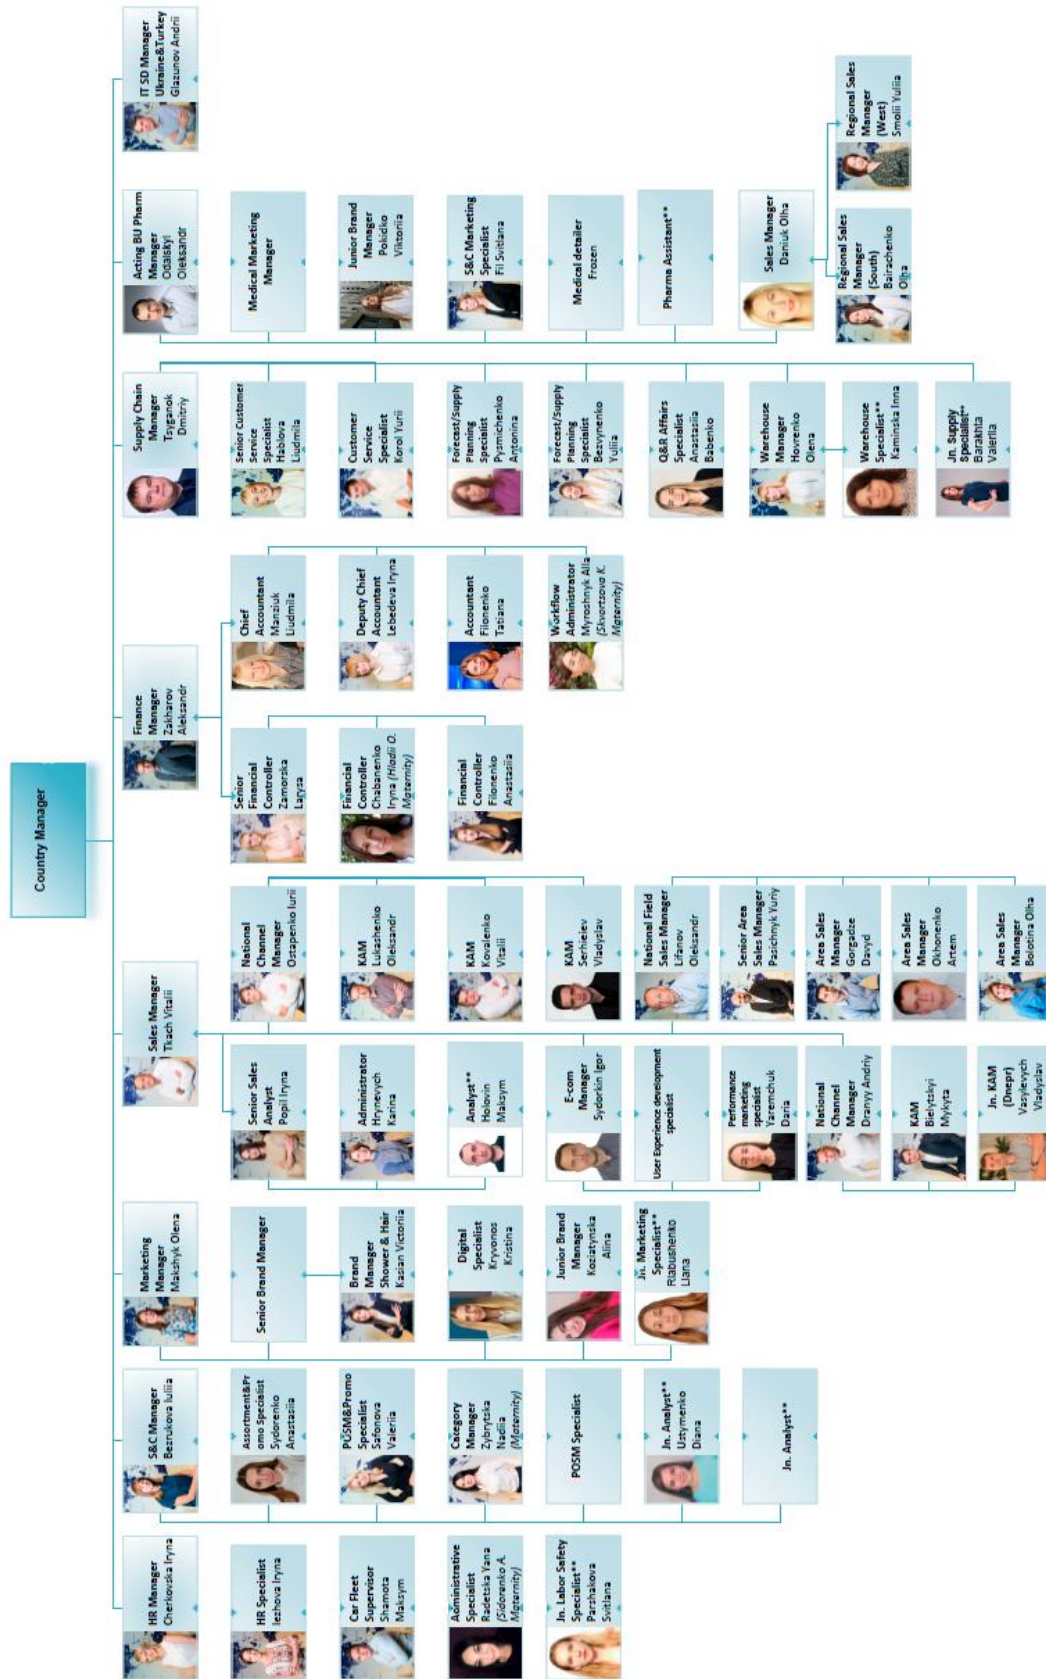 Country Manager
HR Manager
Cherkovska Iryna
HR Specialist
Iezhova Iryna
Car Fleet
Supervisor
Shamota
Maksym
Administrative
Specialist
Radetska Yana
(Sidorenko A.
Maternity)
Jn. Labor Safety
Specialist**
Parshakova
Svitlana
S&C Manager
Bezrukova Iuliia
Assortment&Pr
omo Specialist
Sydorenko
Anastasiia
POSM&Promo
Specialist
Safonova
Valeriia
Category
Manager
Zybrytska
Nadiia
(Maternity)
POSM Specialist
Jn. Analyst**
Ustymenko
Diana
Jn. Analyst**
Marketing
Manager
Makshyk Olena
Senior Brand Manager
Brand
Manager
Shower & Hair
Kasian Victoriia
Digital
Specialist
Kryvonos
Kristina
Junior Brand
Manager
Koziatynska
Alina
Jn. Marketing
Specialist**
Riabushenko
Liana
Sales Manager
Tkach Vitalii
Senior Sales
Analyst
Popil Iryna
Administrator
Hrynevych
Karina
Analyst**
Holovin
Maksym
E-com
Manager
Sydorkin Igor
User Experience development
specialist
Performance
marketing
specialist
Yaremchuk
Daria
National
Channel
Manager
Dranyy Andriy
KAM
Bieletskyi
Mykyta
Jn. KAM
(Dnepr)
Vasylevych
Vladyslav
National
Channel
Manager
Ostapenko Iurii
KAM
Lukashenko
Oleksandr
KAM
Kovalenko
Vitalii
KAM
Serhieiev
Vladyslav
National Field
Sales Manager
Lifanov
Oleksandr
Senior Area
Sales Manager
Pasichnyk Yuriy
Area Sales
Manager
Gorgadze
Davyd
Area Sales
Manager
Okhonenko
Artem
Area Sales
Manager
Bolotina Olha
Finance
Manager
Zakharov
Aleksandr
Senior
Financial
Controller
Zamorska
Larysa
Financial
Controller
Chabanenko
Iryna (Hladii O.
Maternity)
Financial
Controller
Filonenko
Anastasiia
Chief
Accountant
Manziuk
Liudmila
Deputy Chief
Accountant
Lebedeva Iryna
Accountant
Filonenko
Tatiana
Workflow
Administrator
Myroshnyk Alla
(Skvortsova K.
Maternity)
Supply Chain
Manager
Tsyganok
Dmitriy
Senior Customer
Service
Specialist
Hablova
Liudmila
Customer
Service
Specialist
Korol Yurii
Forecast/Supply
Planning
Specialist
Pysmichenko
Antonina
Forecast/Supply
Planning
Specialist
Bezvynenko
Yuliia
Q&R Affairs
Specialist
Anastasiia
Babenko
Warehouse
Manager
Hovrenko
Olena
Warehouse
Specialist**
Kaminska Inna
Jn. Supply
Specialist**
Barakhta
Valeriia
Acting BU Pharm
Manager
Odalskyi
Oleksandr
Medical Marketing
Manager
Junior Brand
Manager
Pokidko
Viktoriia
S&C Marketing
Specialist
Fil Svitlana
Medical detailer
Frozen
Pharma Assistant**
Sales Manager
Daniuk Olha
Regional Sales
Manager
(South)
Bairachenko
Olha
Regional Sales
Manager
(West)
Smolii Yuliia
IT SD Manager
Ukraine&Turkey
Glazunov Andrii